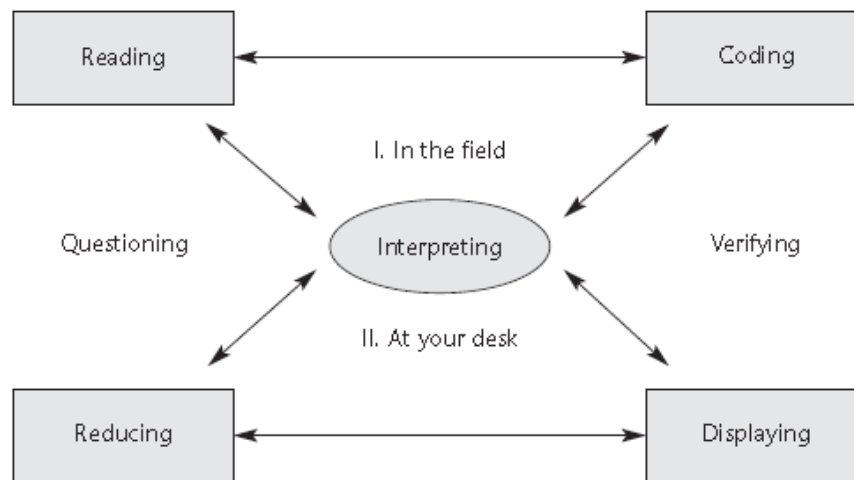 Reading
Coding
I. In the field
Questioning
Interpreting
Verifying
II. At your desk
Reducing
Displaying